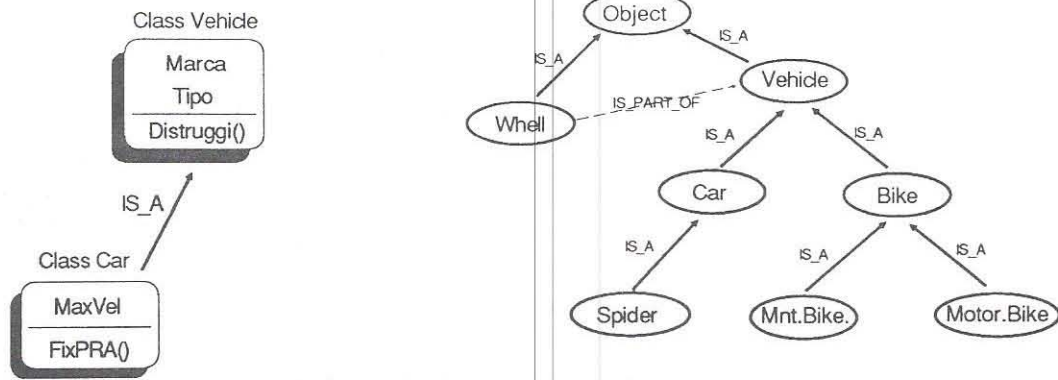 Class Vehicle
Marca
Tipo
Distruggi()
IS_A
Class Car
MaxVel
FixPRA()
Object
IS_A
IS_A
Vehicle
IS_PART_OF
Whell
IS_A
IS_A
Car
Bike
IS_A
IS_A
IS_A
Spider
Mnt.Bike.
Motor.Bike